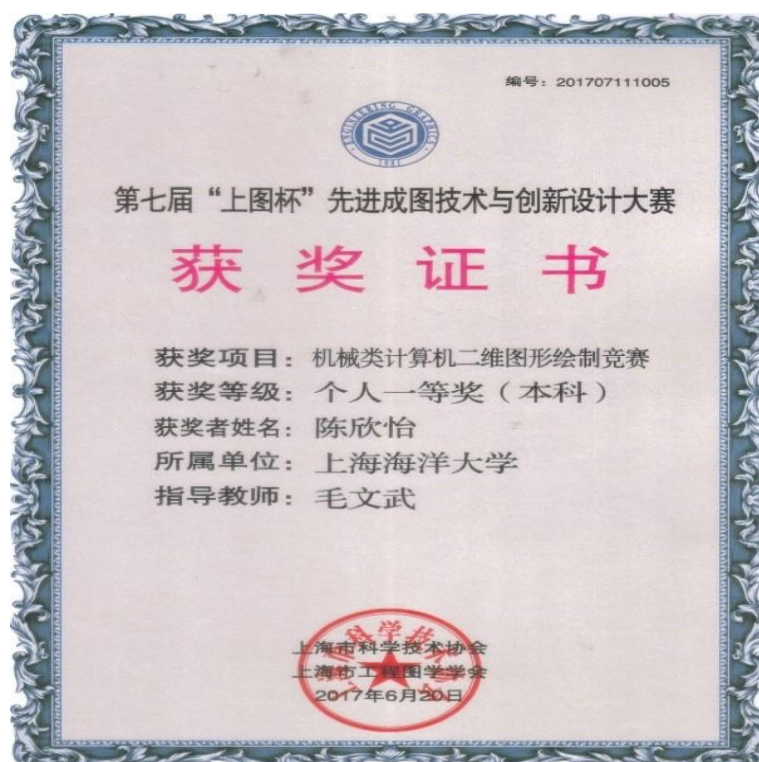 编号：201707111005
ENGINEERING GRAPHICS
1981
第七届“上图杯”先进成图技术与创新设计大赛
获奖证书
获奖项目：机械类计算机二维图形绘制竞赛
获奖等级：个人一等奖（本科）
获奖者姓名：陈欣怡
所属单位：上海海洋大学
指导教师：毛文武
上海市科学技术协会
上海市工程图学学会
2017年6月20日